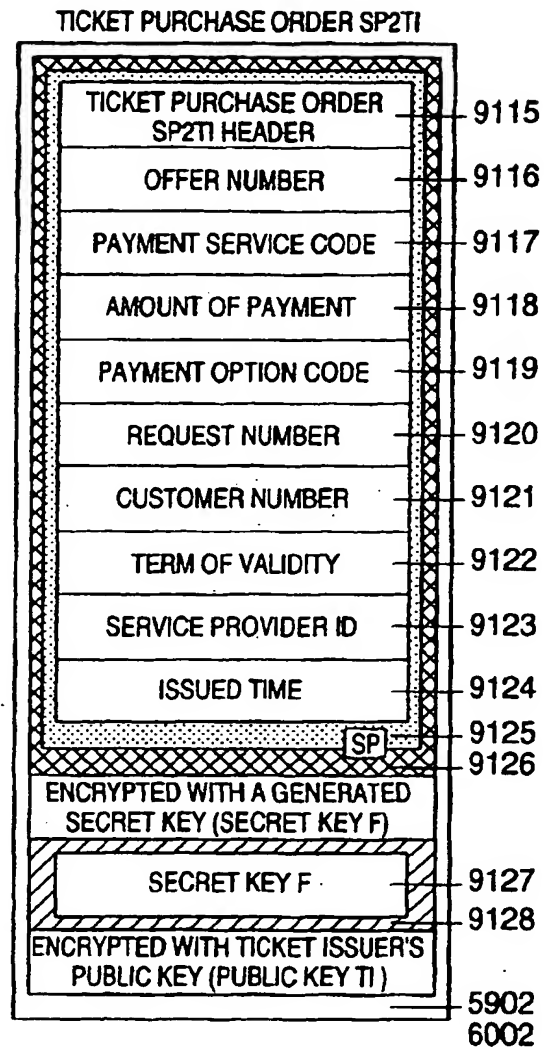 TICKET PURCHASE ORDER SP2TI
TICKET PURCHASE ORDER
SP2TI HEADER
9115
OFFER NUMBER
9116
PAYMENT SERVICE CODE
9117
AMOUNT OF PAYMENT
9118
PAYMENT OPTION CODE
9119
REQUEST NUMBER
9120
CUSTOMER NUMBER
9121
TERM OF VALIDITY
9122
SERVICE PROVIDER ID
9123
ISSUED TIME
9124
SP
9125
9126
ENCRYPTED WITH A GENERATED
SECRET KEY (SECRET KEY F)
SECRET KEY F
9127
9128
ENCRYPTED WITH TICKET ISSUER'S
PUBLIC KEY (PUBLIC KEY TI)
5902
6002